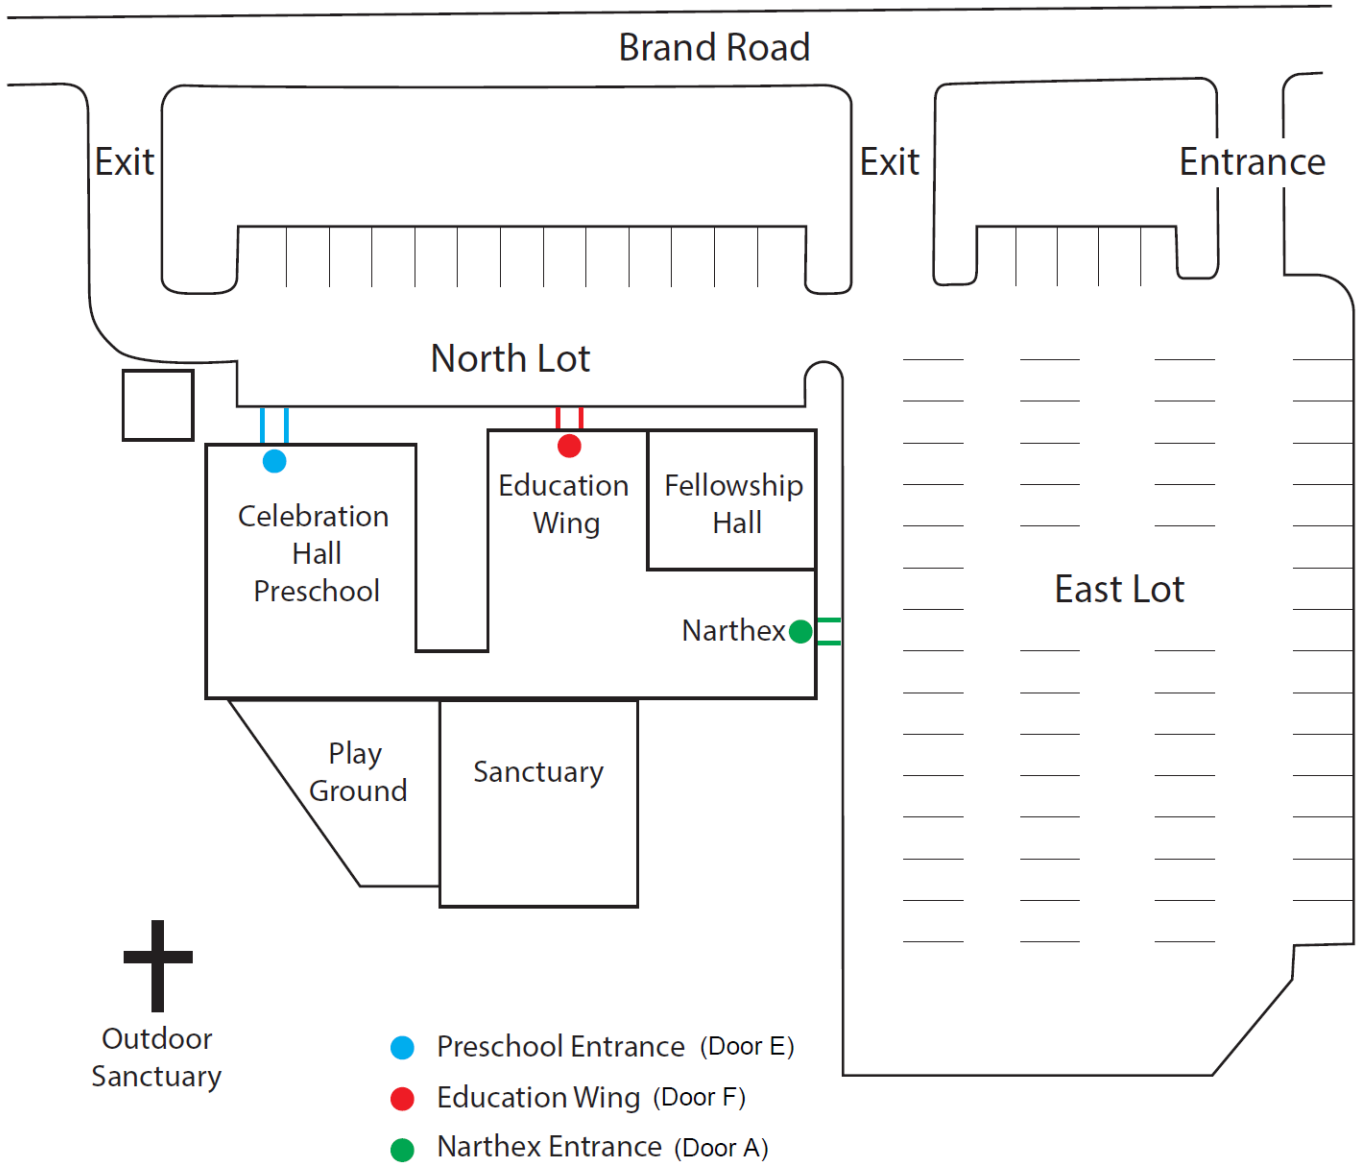 Brand Road
Exit
Exit
Entrance
North Lot
Education
Wing
Fellowship
Hall
Celebration
Hall
Preschool
East Lot
Narthex
Play
Ground
Sanctuary
Outdoor
Sanctuary
Preschool Entrance (Door E)
Education Wing (Door F)
Narthex Entrance (Door A)